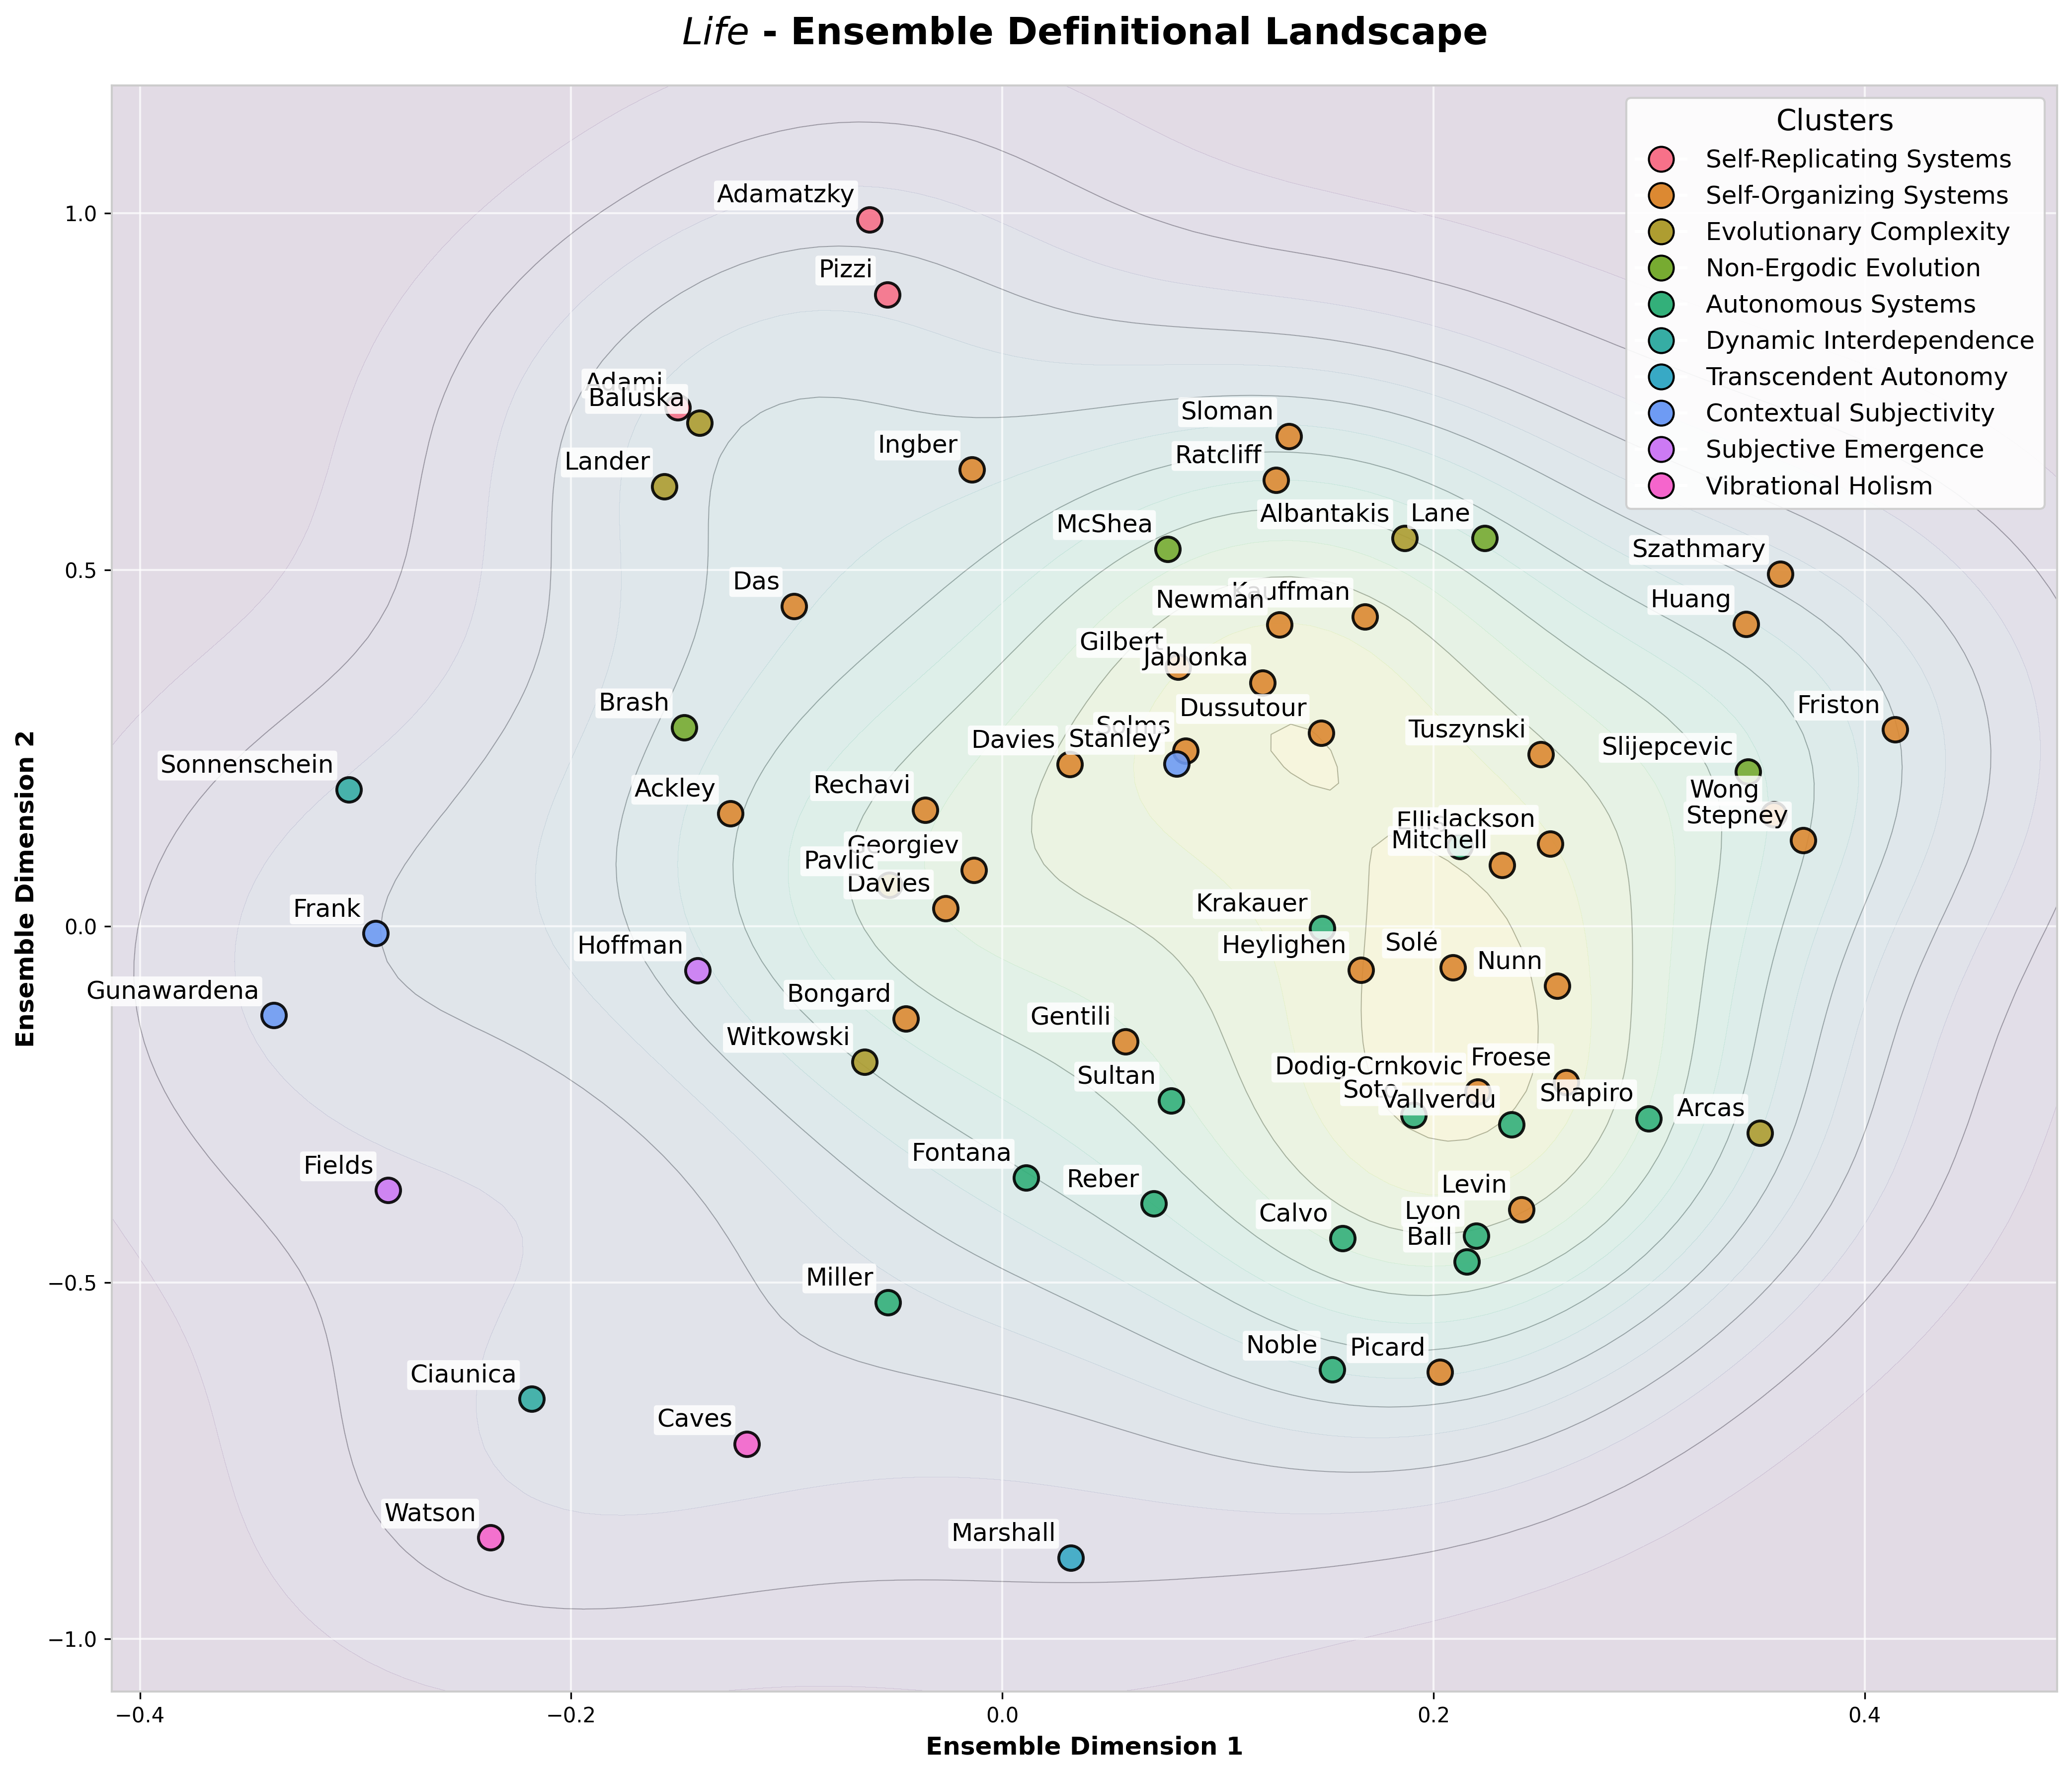 Life - Ensemble Definitional Landscape
Clusters
Self-Replicating Systems
Self-Organizing Systems
Evolutionary Complexity
Non-Ergodic Evolution
Autonomous Systems
Dynamic Interdependence
Transcendent Autonomy
Contextual Subjectivity
Subjective Emergence
Vibrational Holism
Adamatzky
Pizzi
Adami
Baluska
Lander
Ingber
Sloman
Ratcliff
Albantakis
Lane
McShea
Szathmary
Huang
Das
Kauffman
Newman
Gilbert
Jablonka
Brash
Dussutour
Solms
Stanley
Davies
Tuszynski
Friston
Slijepcevic
Wong
Stepney
Sonnenschein
Ackley
Rechavi
Ellis
Jackson
Mitchell
Georgiev
Pavlic
Davies
Frank
Krakauer
Hoffman
Heylighen
Solé
Nunn
Gunawardena
Bongard
Gentili
Witkowski
Sultan
Dodig-Crnkovic
Froese
Soto
Vallverdu
Shapiro
Arcas
Fields
Fontana
Reber
Levin
Calvo
Lyon
Ball
Miller
Noble
Picard
Ciaunica
Caves
Watson
Marshall
1.0
0.5
0.0
−0.5
−1.0
−0.4
−0.2
0.0
0.2
0.4
Ensemble Dimension 2
Ensemble Dimension 1